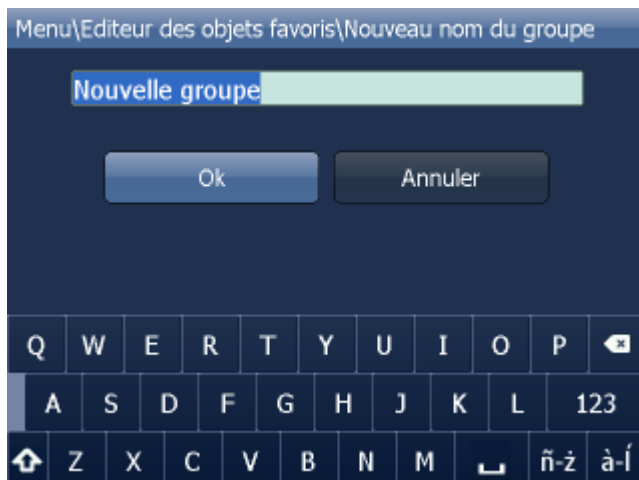 Menu\Editeur des objets favoris\Nouveau nom du groupe
Nouvelle groupe
Ok Annuler
Q W E R T Y U I O P
A S D F G H J K L 123
Z X C V B N M ñ-ż à-Í